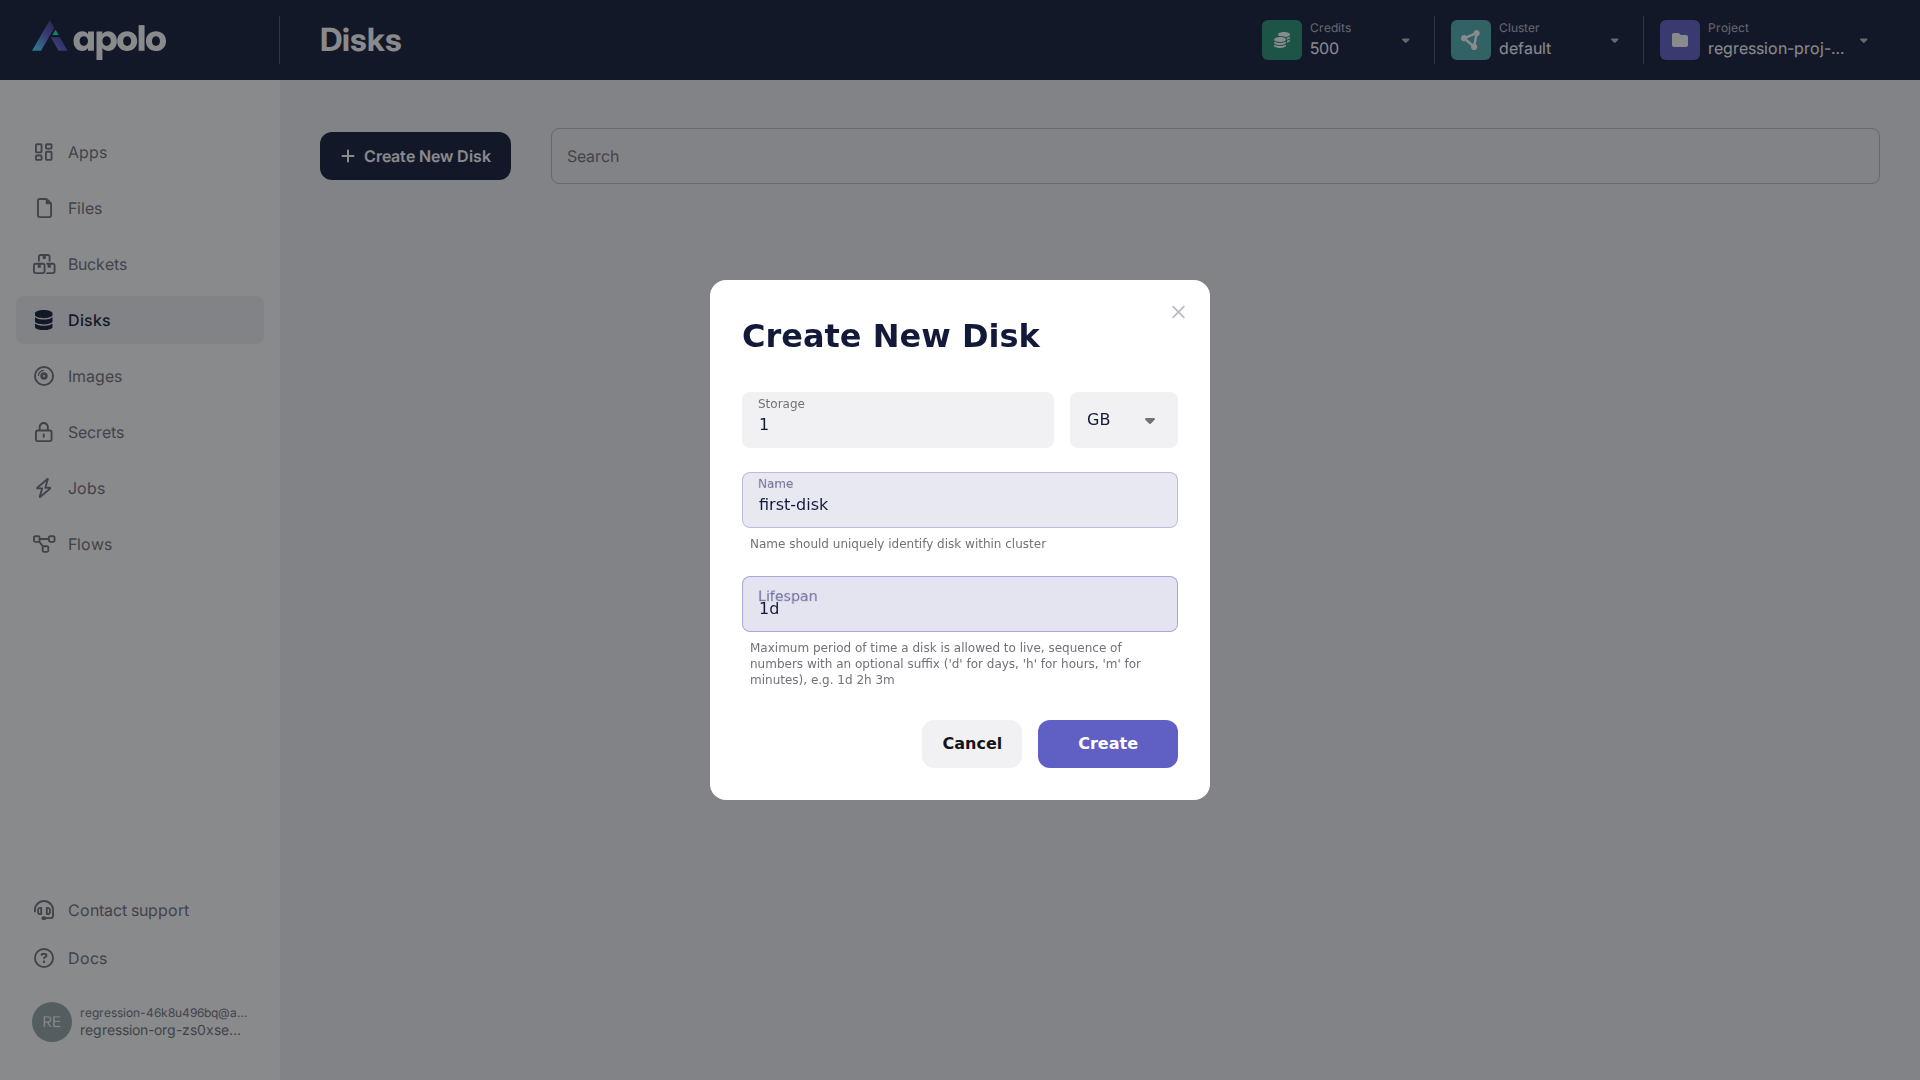 apolo
Disks
Credits
500
Cluster
default
Project
regression-proj-...
Apps
Files
Buckets
Disks
Images
Secrets
Jobs
Flows
Contact support
Docs
RE
regression-46k8u496bq@a...
regression-org-zs0xse...
+ Create New Disk
Search
Create New Disk
Storage
1
GB
Name
first-disk
Name should uniquely identify disk within cluster
Lifespan
1d
Maximum period of time a disk is allowed to live, sequence of
numbers with an optional suffix ('d' for days, 'h' for hours, 'm' for
minutes), e.g. 1d 2h 3m
Cancel
Create